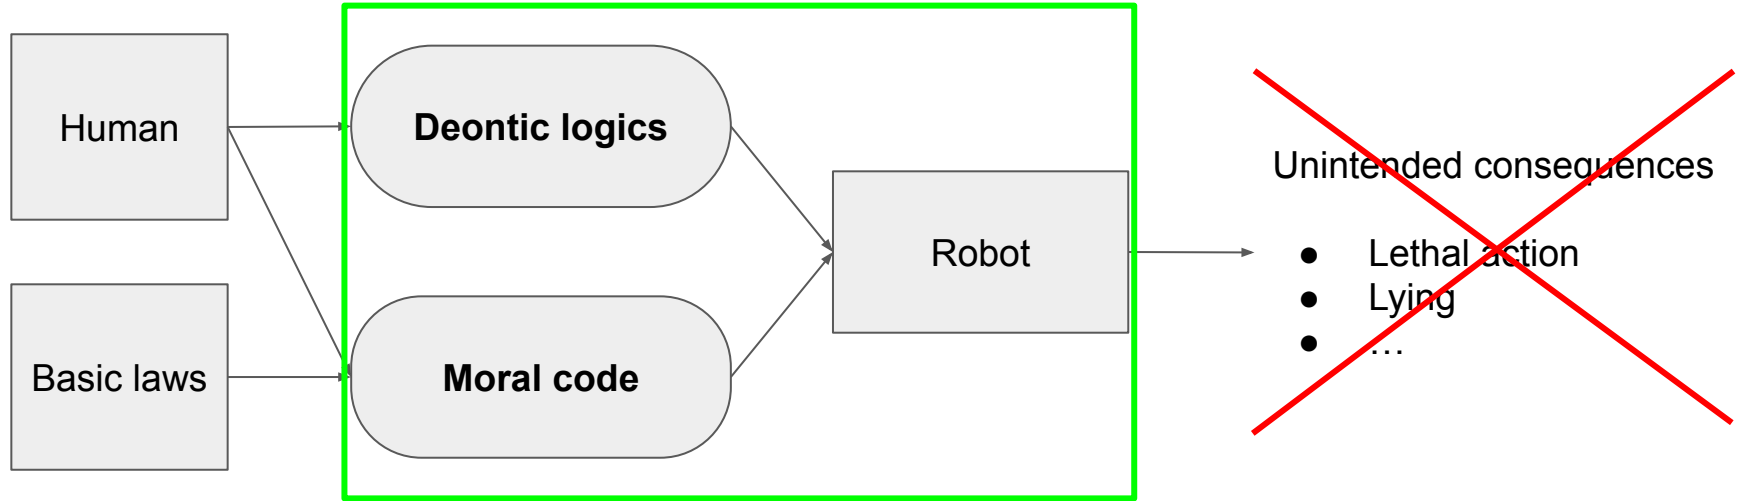 Human
Deontic logics
Basic laws
Moral code
Robot
Unintended consequences
● Lethal action
● Lying
● …